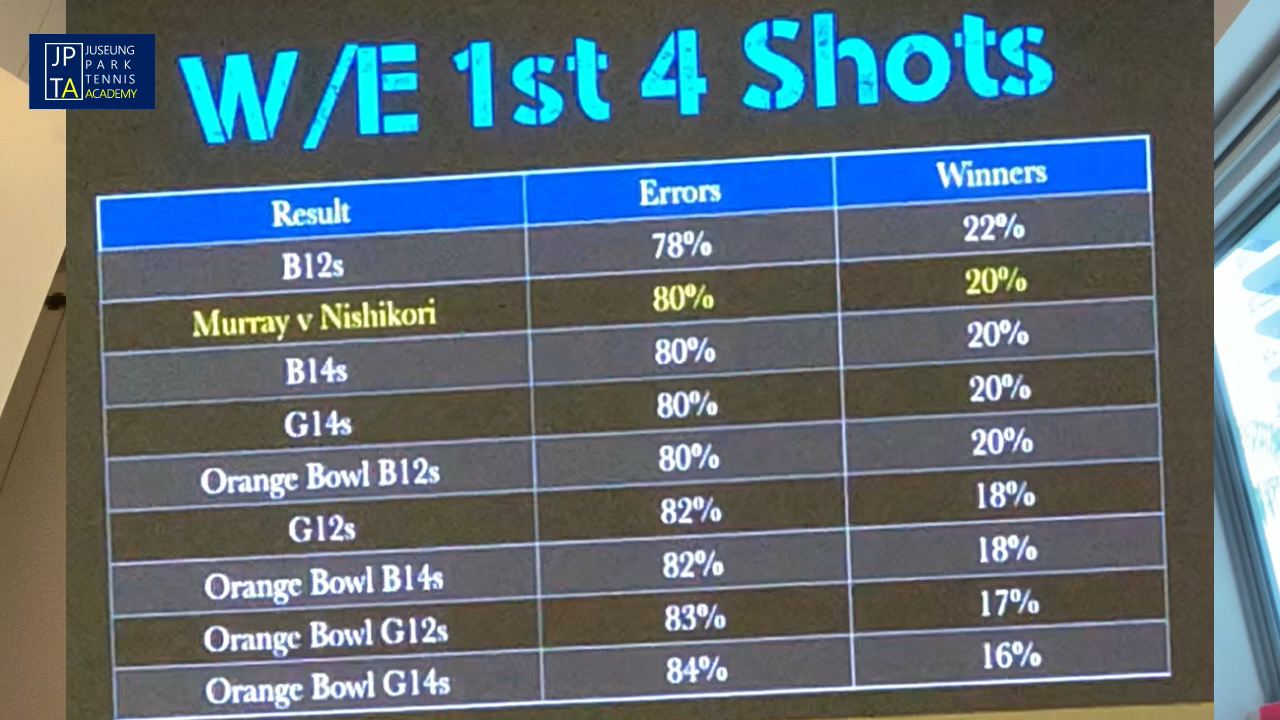 JP
TA
JUSEUNG
PARK
TENNIS
ACADEMY
W/E 1st 4 Shots
Result Errors Winners
B12s 78% 22%
Murray v Nishikori 80% 20%
B14s 80% 20%
G14s 80% 20%
Orange Bowl B12s 80% 20%
G12s 82% 18%
Orange Bowl B14s 82% 18%
Orange Bowl G12s 83% 17%
Orange Bowl G14s 84% 16%